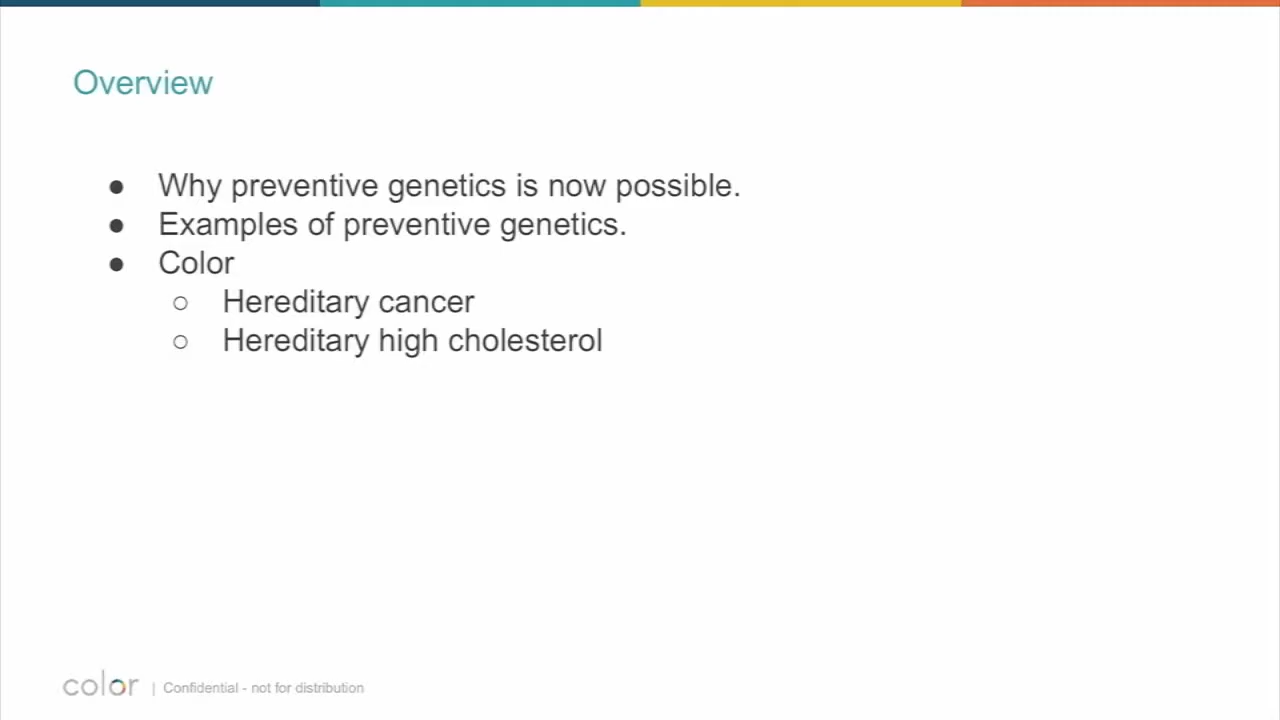 Overview
● Why preventive genetics is now possible.
● Examples of preventive genetics.
● Color
○ Hereditary cancer
○ Hereditary high cholesterol
color | Confidential - not for distribution